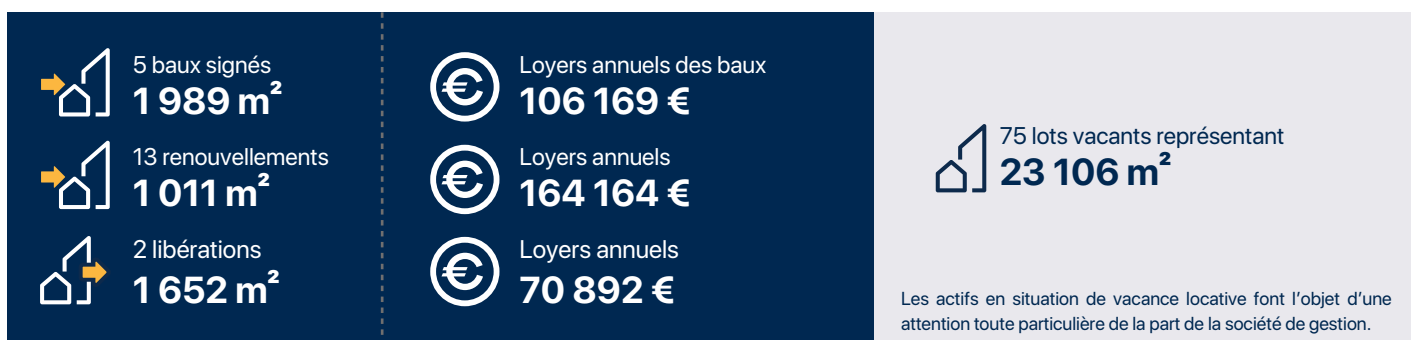 5 baux signés
1 989 m²
13 renouvellements
1 011 m²
2 libérations
1 652 m²
Loyers annuels des baux
106 169 €
Loyers annuels
164 164 €
Loyers annuels
70 892 €
75 lots vacants représentant
23 106 m²
Les actifs en situation de vacance locative font l’objet d’une
attention toute particulière de la part de la société de gestion.